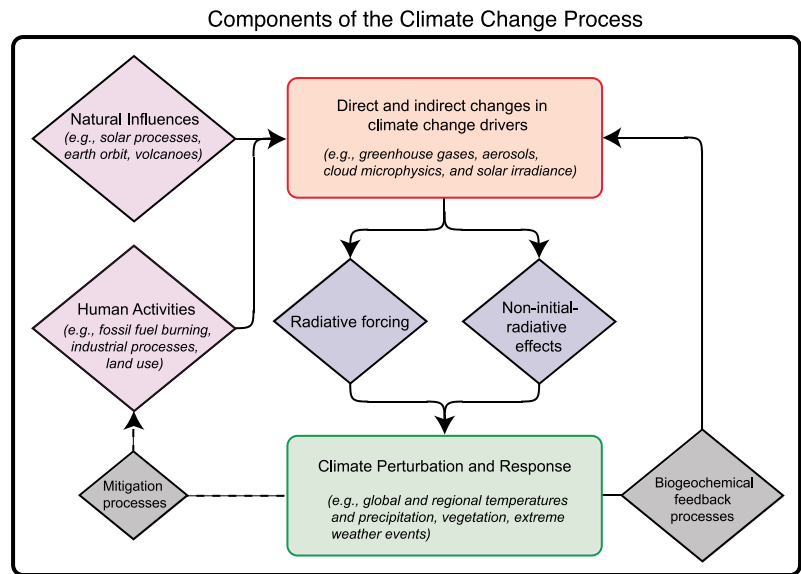 Components of the Climate Change Process
Natural Influences
(e.g., solar processes,
earth orbit, volcanoes)
Direct and indirect changes in
climate change drivers
(e.g., greenhouse gases, aerosols,
cloud microphysics, and solar irradiance)
Human Activities
(e.g., fossil fuel burning,
industrial processes,
land use)
Radiative forcing
Non-initial-
radiative
effects
Mitigation
processes
Climate Perturbation and Response
(e.g., global and regional temperatures
and precipitation, vegetation, extreme
weather events)
Biogeochemical
feedback
processes